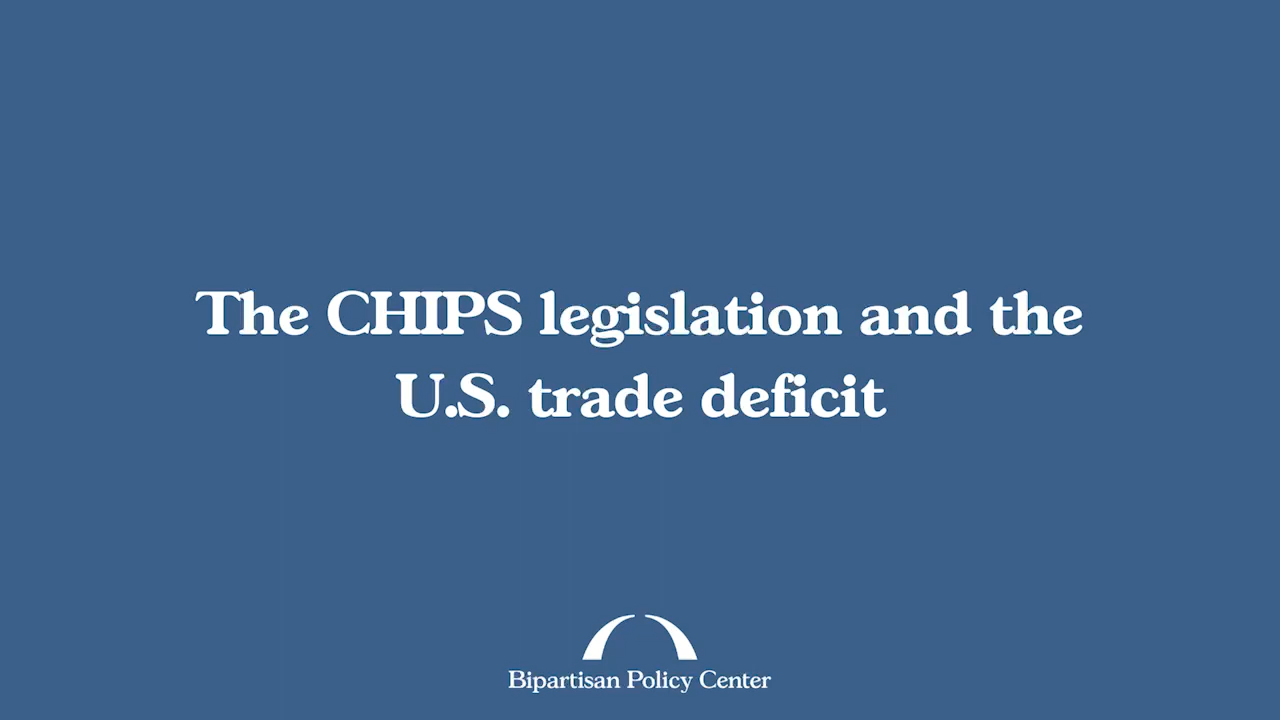 The CHIPS legislation and the
U.S. trade deficit
Bipartisan Policy Center